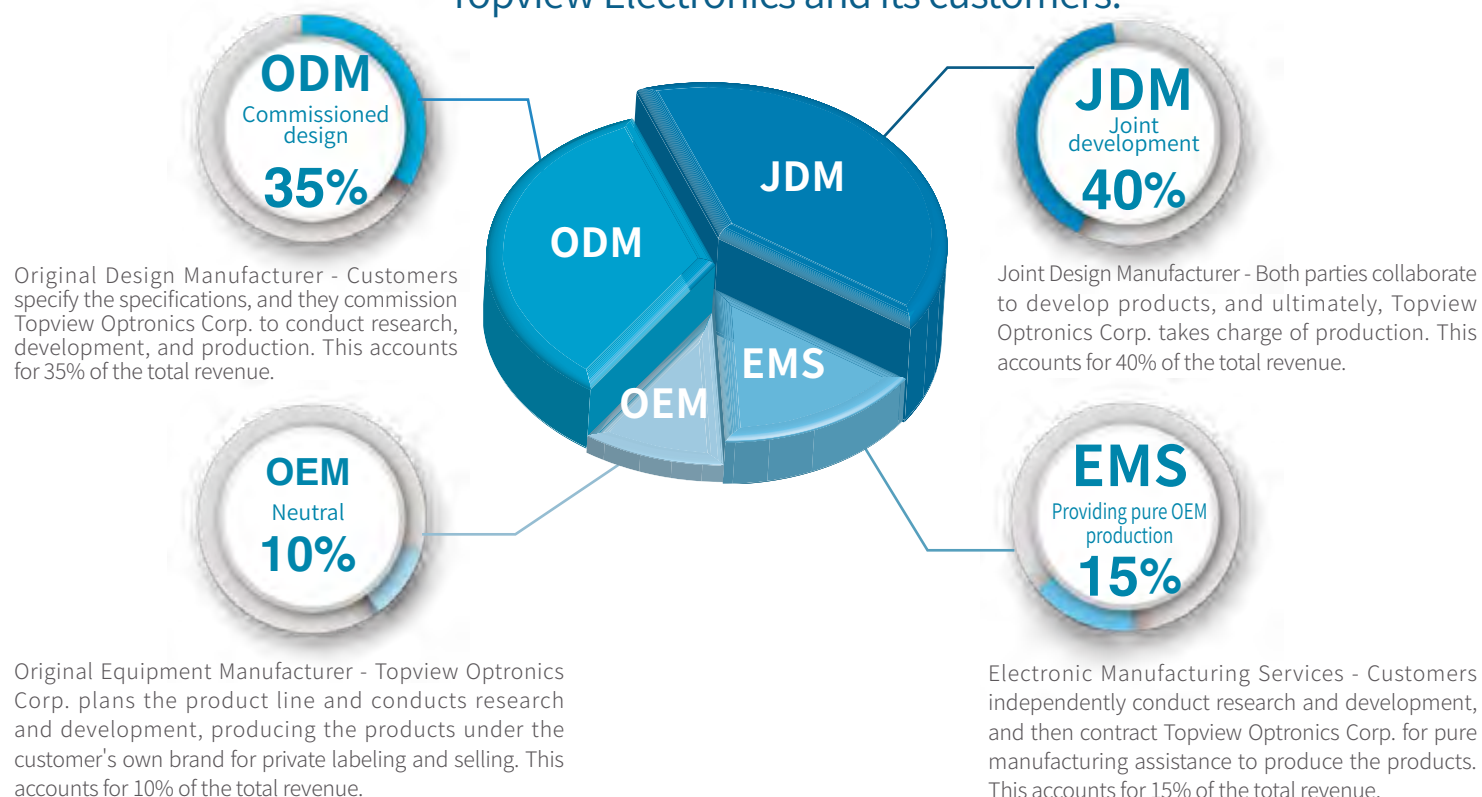 Topview Electronics and its customers.
ODM
Commissioned
design
35%
Original Design Manufacturer - Customers
specify the specifications, and they commission
Topview Optronics Corp. to conduct research,
development, and production. This accounts
for 35% of the total revenue.
JDM
Joint
development
40%
Joint Design Manufacturer - Both parties collaborate
to develop products, and ultimately, Topview
Optronics Corp. takes charge of production. This
accounts for 40% of the total revenue.
JDM
ODM
EMS
OEM
OEM
Neutral
10%
Original Equipment Manufacturer - Topview Optronics
Corp. plans the product line and conducts research
and development, producing the products under the
customer's own brand for private labeling and selling. This
accounts for 10% of the total revenue.
EMS
Providing pure OEM
production
15%
Electronic Manufacturing Services - Customers
independently conduct research and development,
and then contract Topview Optronics Corp. for pure
manufacturing assistance to produce the products.
This accounts for 15% of the total revenue.